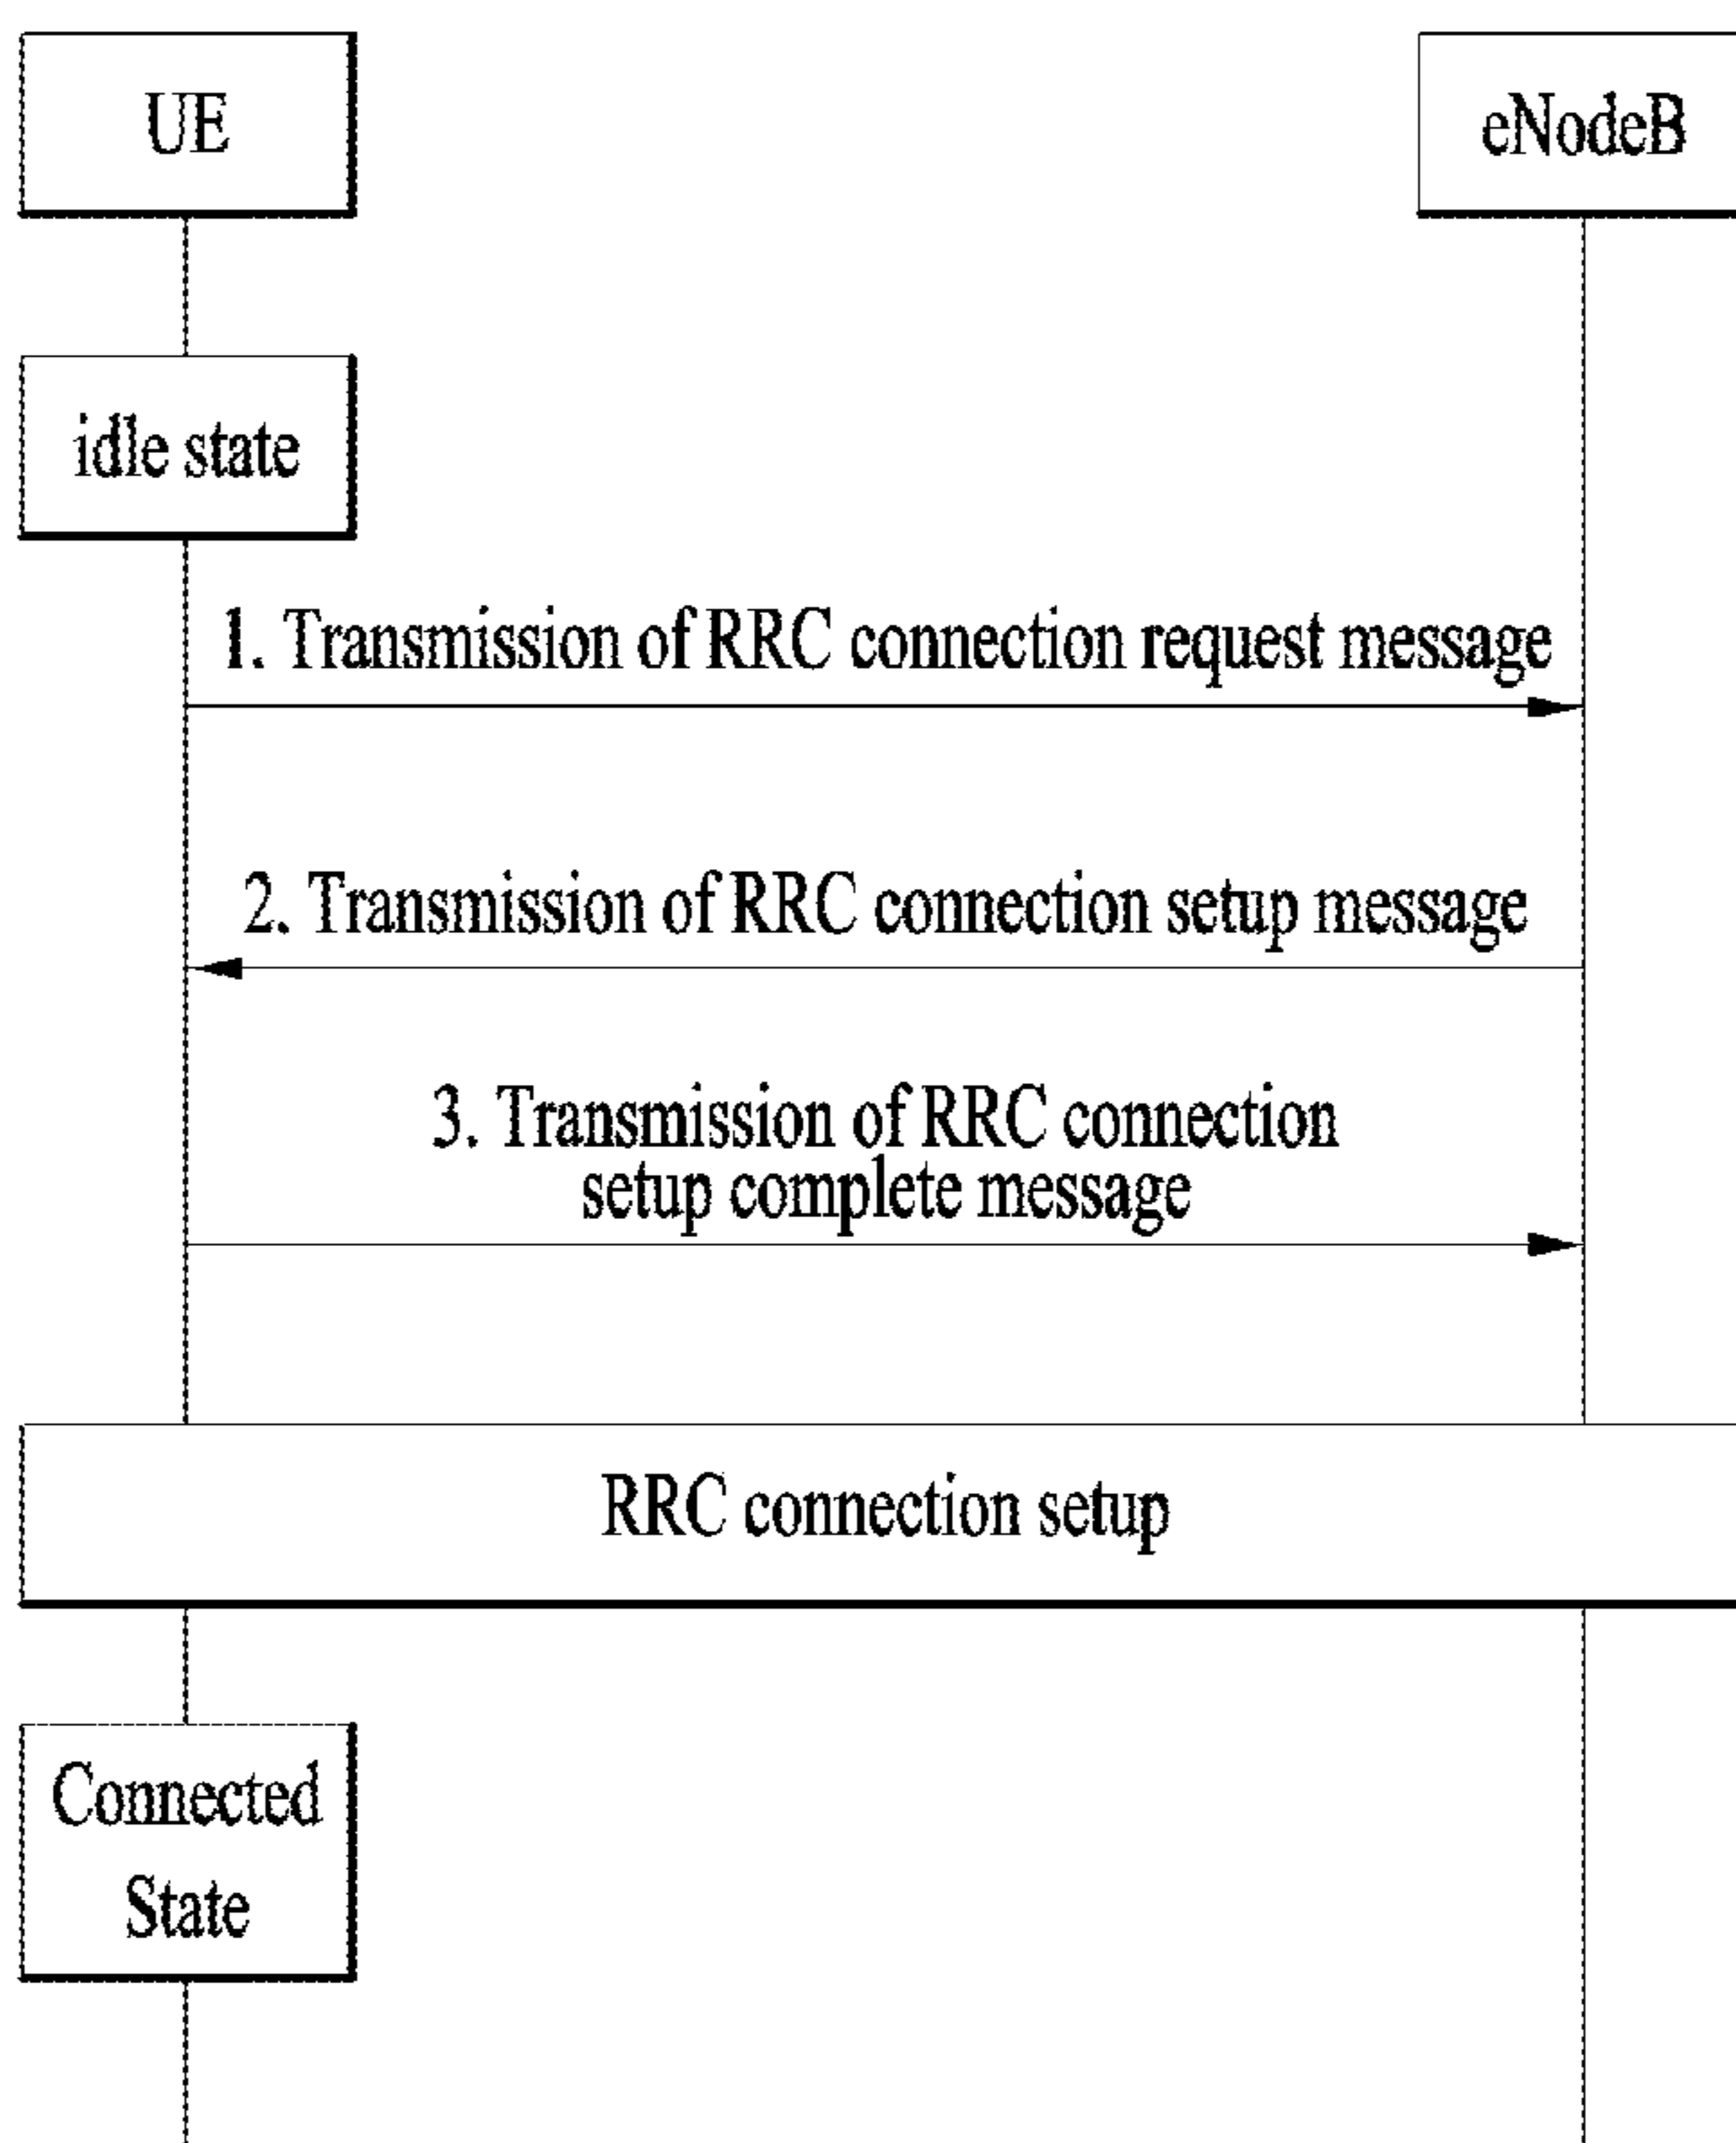 UE
eNodeB
idle state
1. Transmission of RRC connection request message
2. Transmission of RRC connection setup message
3. Transmission of RRC connection
setup complete message
RRC connection setup
Connected
State